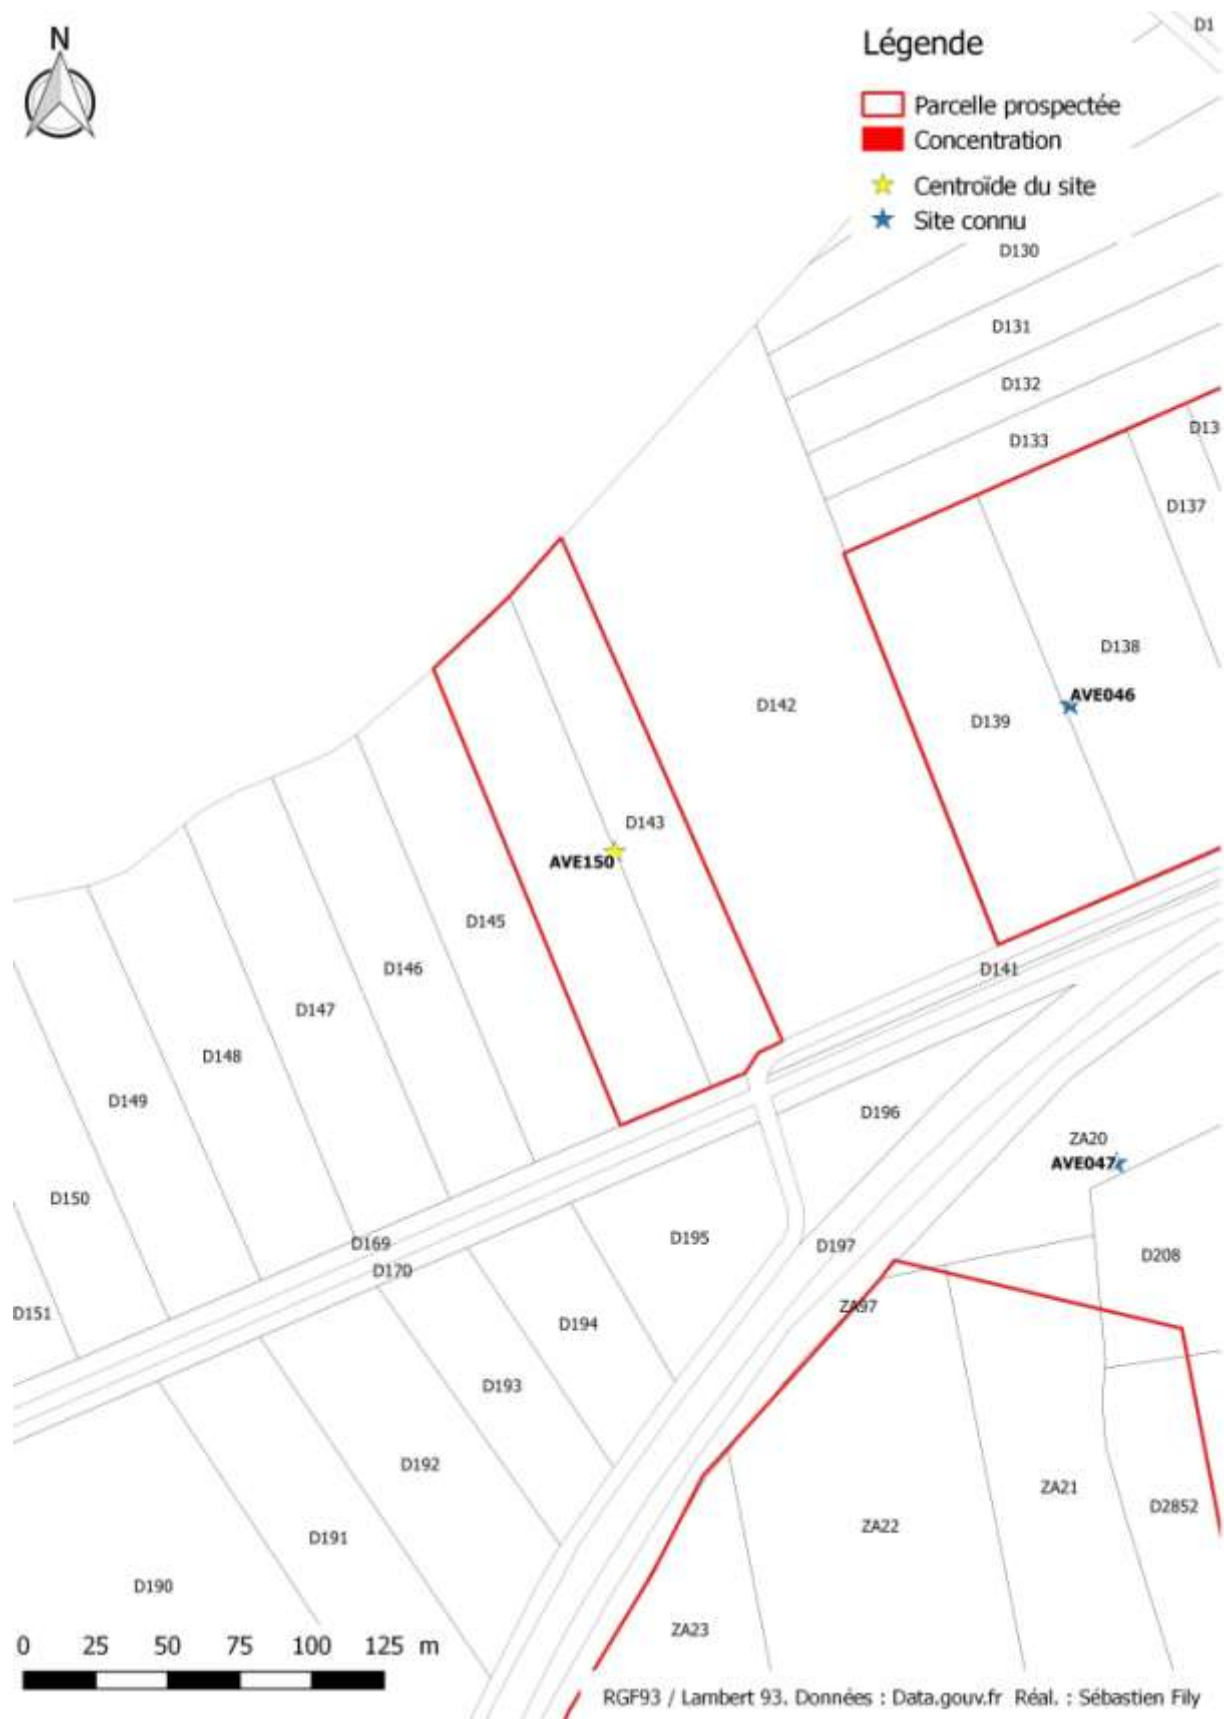 N
Légende
Parcelle prospectée
Concentration
Centroïde du site
Site connu
D1
D130
D131
D132
D133
D13
D137
D138
AVE046
D142
D139
D143
AVE150
D145
D141
D146
D147
D148
D149
D196
ZA20
AVE047
D150
D195
D197
D169
D208
D170
D151
ZA97
D194
D193
D192
ZA21
D2852
ZA22
D191
D190
ZA23
0 25 50 75 100 125 m
RGF93 / Lambert 93. Données : Data.gouv.fr Réal. : Sébastien Fily